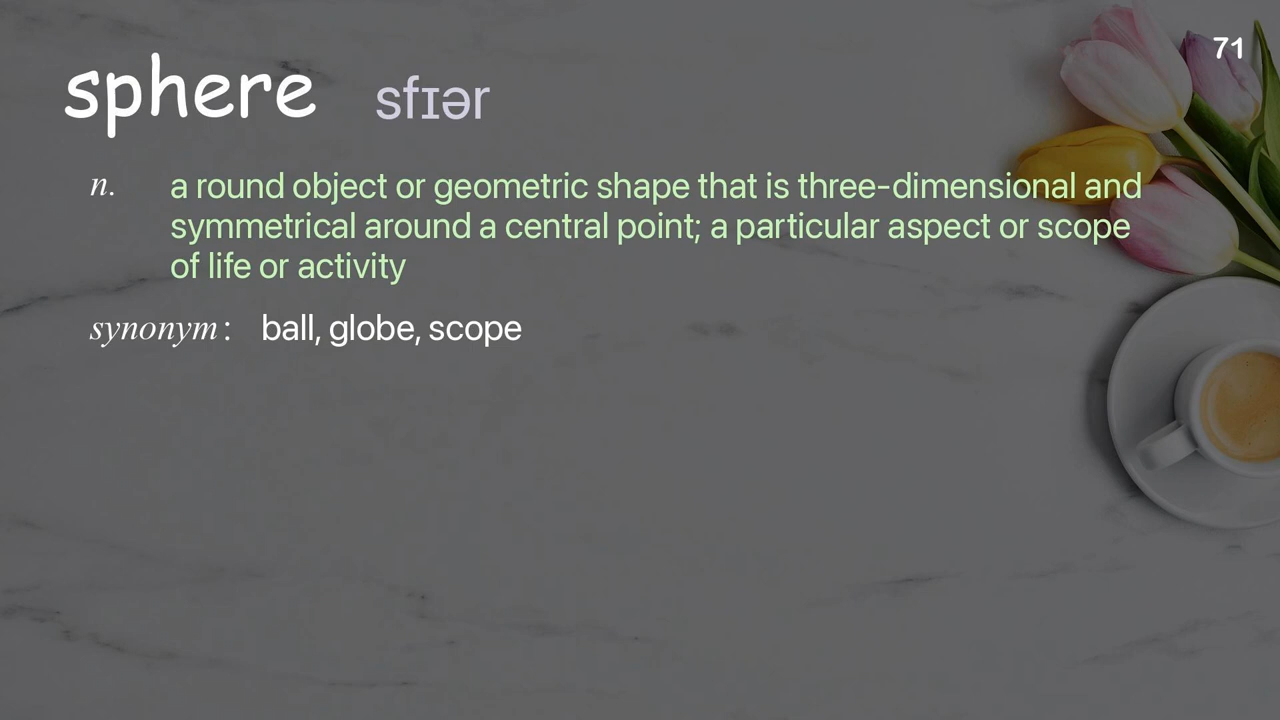 71
sphere sfɪər
n. a round object or geometric shape that is three-dimensional and
symmetrical around a central point; a particular aspect or scope
of life or activity
synonym: ball, globe, scope